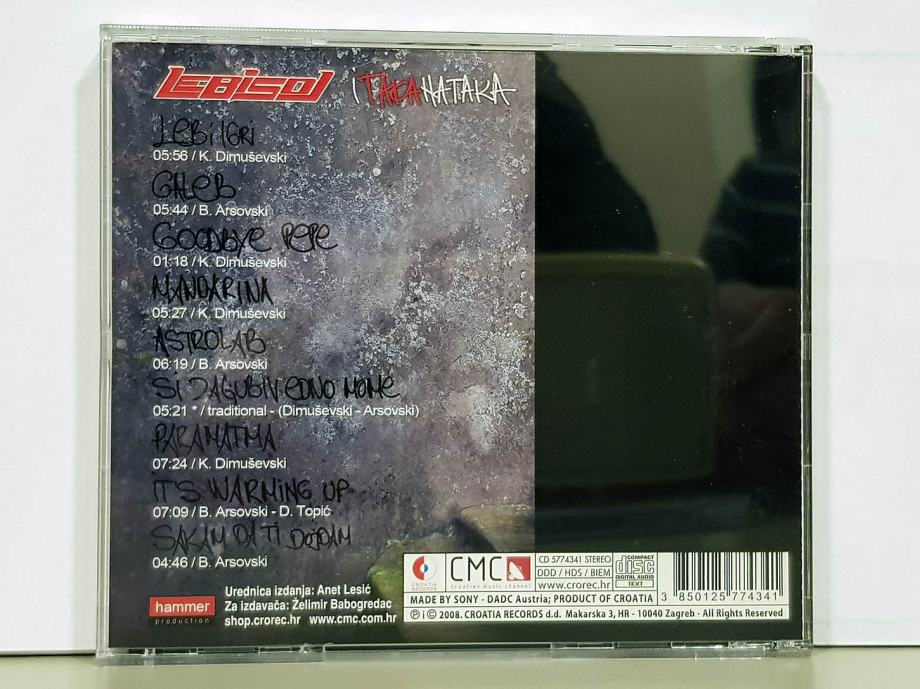 LEBISOL
iTAKANATAKA
LEB i IGRI
05:56 / K. Dimuševski
GHLEB
05:44 / B. Arsovski
GOODBYE PEPE
01:18 / K. Dimuševski
MANDARINA
05:27 / K. Dimuševski
ASTROLAB
06:19 / B. Arsovski
SI ZAGUBIV EDNO MOME
05:21 * / traditional - (Dimuševski - Arsovski)
PARAMATMA
07:24 / K. Dimuševski
IT'S WARMING UP
07:09 / B. Arsovski - D. Topić
SAKAM DA TI DOJDAM
04:46 / B. Arsovski
hammer
production
Urednica izdanja: Anet Lesić
Za izdavača: Želimir Babogredac
shop.crorec.hr www.cmc.com.hr
CROATIA
RECORDS
CMC
croatian music channel
CD 5774341 STEREO
DDD / HDS / BIEM
www.crorec.hr
COMPACT
disc
DIGITAL AUDIO
TEXT
MADE BY SONY - DADC Austria; PRODUCT OF CROATIA
3 850125 774341
Ⓟ i © 2008. CROATIA RECORDS d.d. Makarska 3, HR - 10040 Zagreb - All Rights Reserved